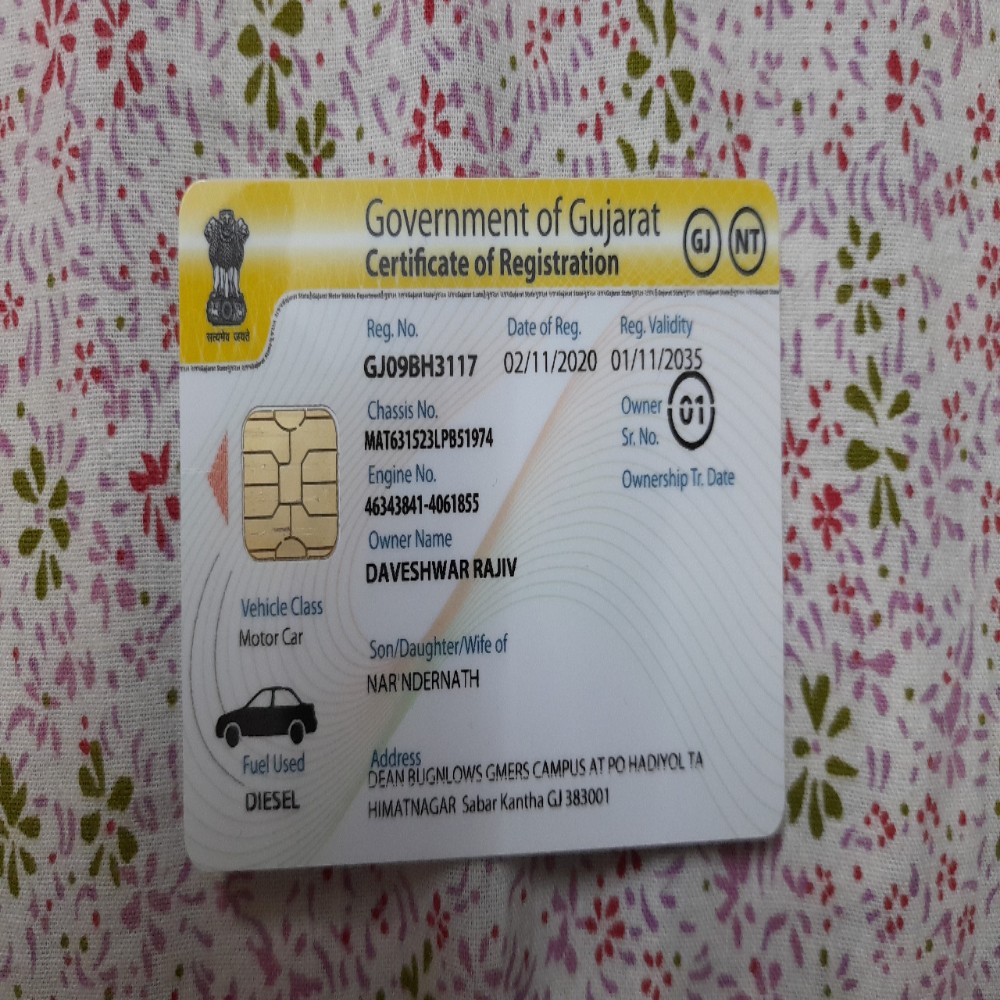 Government of Gujarat
Certificate of Registration
GJ NT
सत्यमेव जयते
Reg. No. Date of Reg. Reg. Validity
GJ09BH3117 02/11/2020 01/11/2035
Chassis No. Owner 01
MAT631523LPB51974 Sr. No.
Engine No. Ownership Tr. Date
46343841-4061855
Owner Name
DAVESHWAR RAJIV
Vehicle Class
Motor Car
Son/Daughter/Wife of
NAR NDERNATH
Fuel Used
DIESEL
Address
DEAN BUGNLOWS GMERS CAMPUS AT PO HADIYOL TA
HIMATNAGAR Sabar Kantha GJ 383001